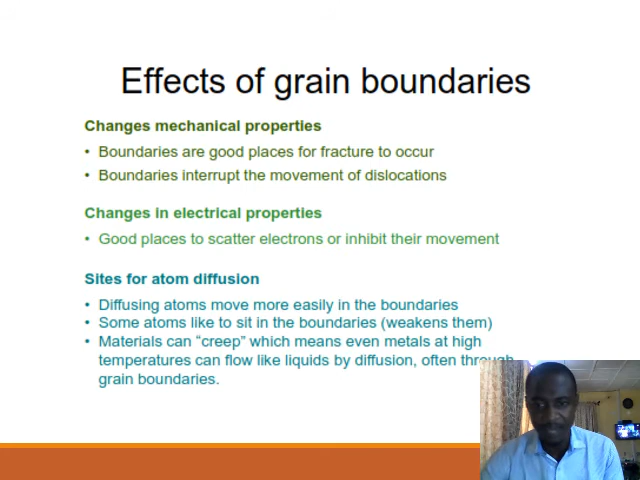 Effects of grain boundaries
Changes mechanical properties
• Boundaries are good places for fracture to occur
• Boundaries interrupt the movement of dislocations
Changes in electrical properties
• Good places to scatter electrons or inhibit their movement
Sites for atom diffusion
• Diffusing atoms move more easily in the boundaries
• Some atoms like to sit in the boundaries (weakens them)
• Materials can “creep” which means even metals at high
temperatures can flow like liquids by diffusion, often through
grain boundaries.